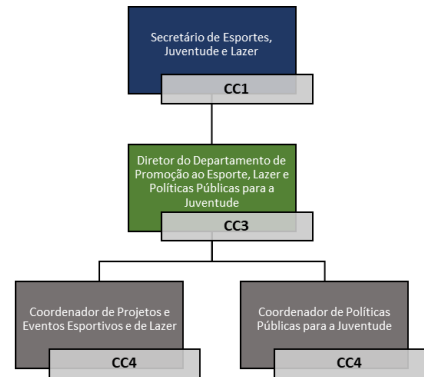 Secretário de Esportes,
Juventude e Lazer
CC1
Diretor do Departamento de
Promoção ao Esporte, Lazer e
Políticas Públicas para a
Juventude
CC3
Coordenador de Projetos e
Eventos Esportivos e de Lazer
CC4
Coordenador de Políticas
Públicas para a Juventude
CC4